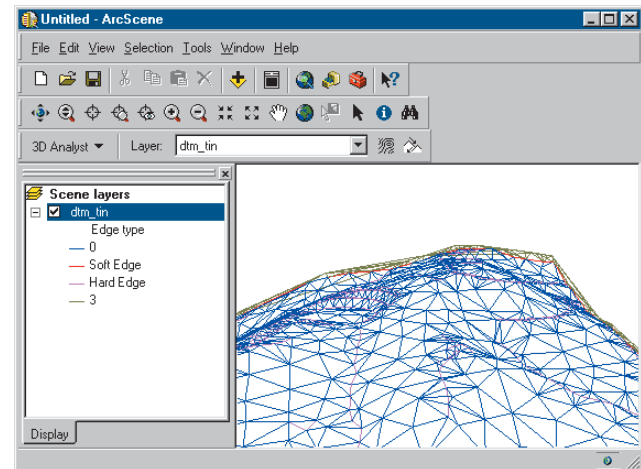 Untitled - ArcScene
File Edit View Selection Tools Window Help
3D Analyst Layer: dtm_tin
Scene layers
dtm_tin
Edge type
0
Soft Edge
Hard Edge
3
Display